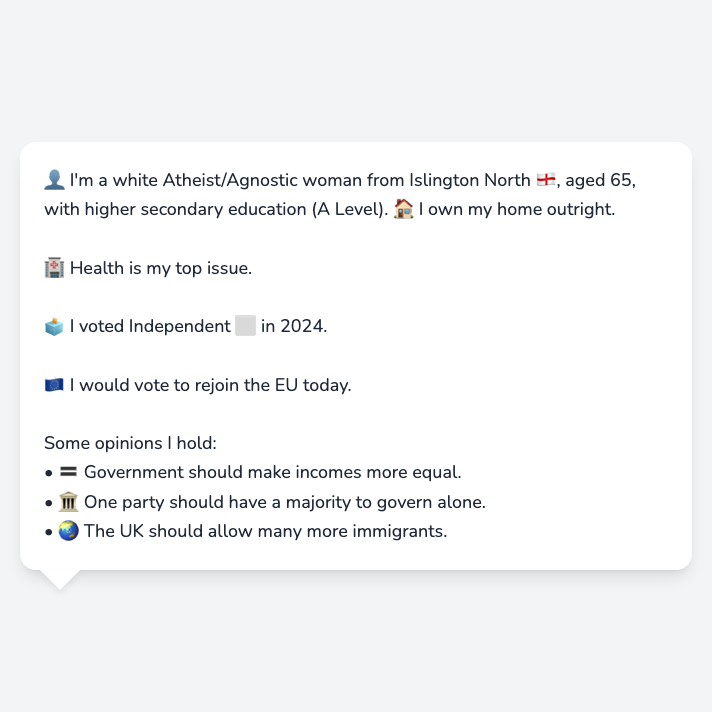 👤 I'm a white Atheist/Agnostic woman from Islington North 🏴󠁧󠁢󠁥󠁮󠁧󠁿, aged 65,
with higher secondary education (A Level). 🏠 I own my home outright.
🏥 Health is my top issue.
🗳️ I voted Independent ⬜ in 2024.
🇪🇺 I would vote to rejoin the EU today.
Some opinions I hold:
• 🟰 Government should make incomes more equal.
• 🏛️ One party should have a majority to govern alone.
• 🌏 The UK should allow many more immigrants.